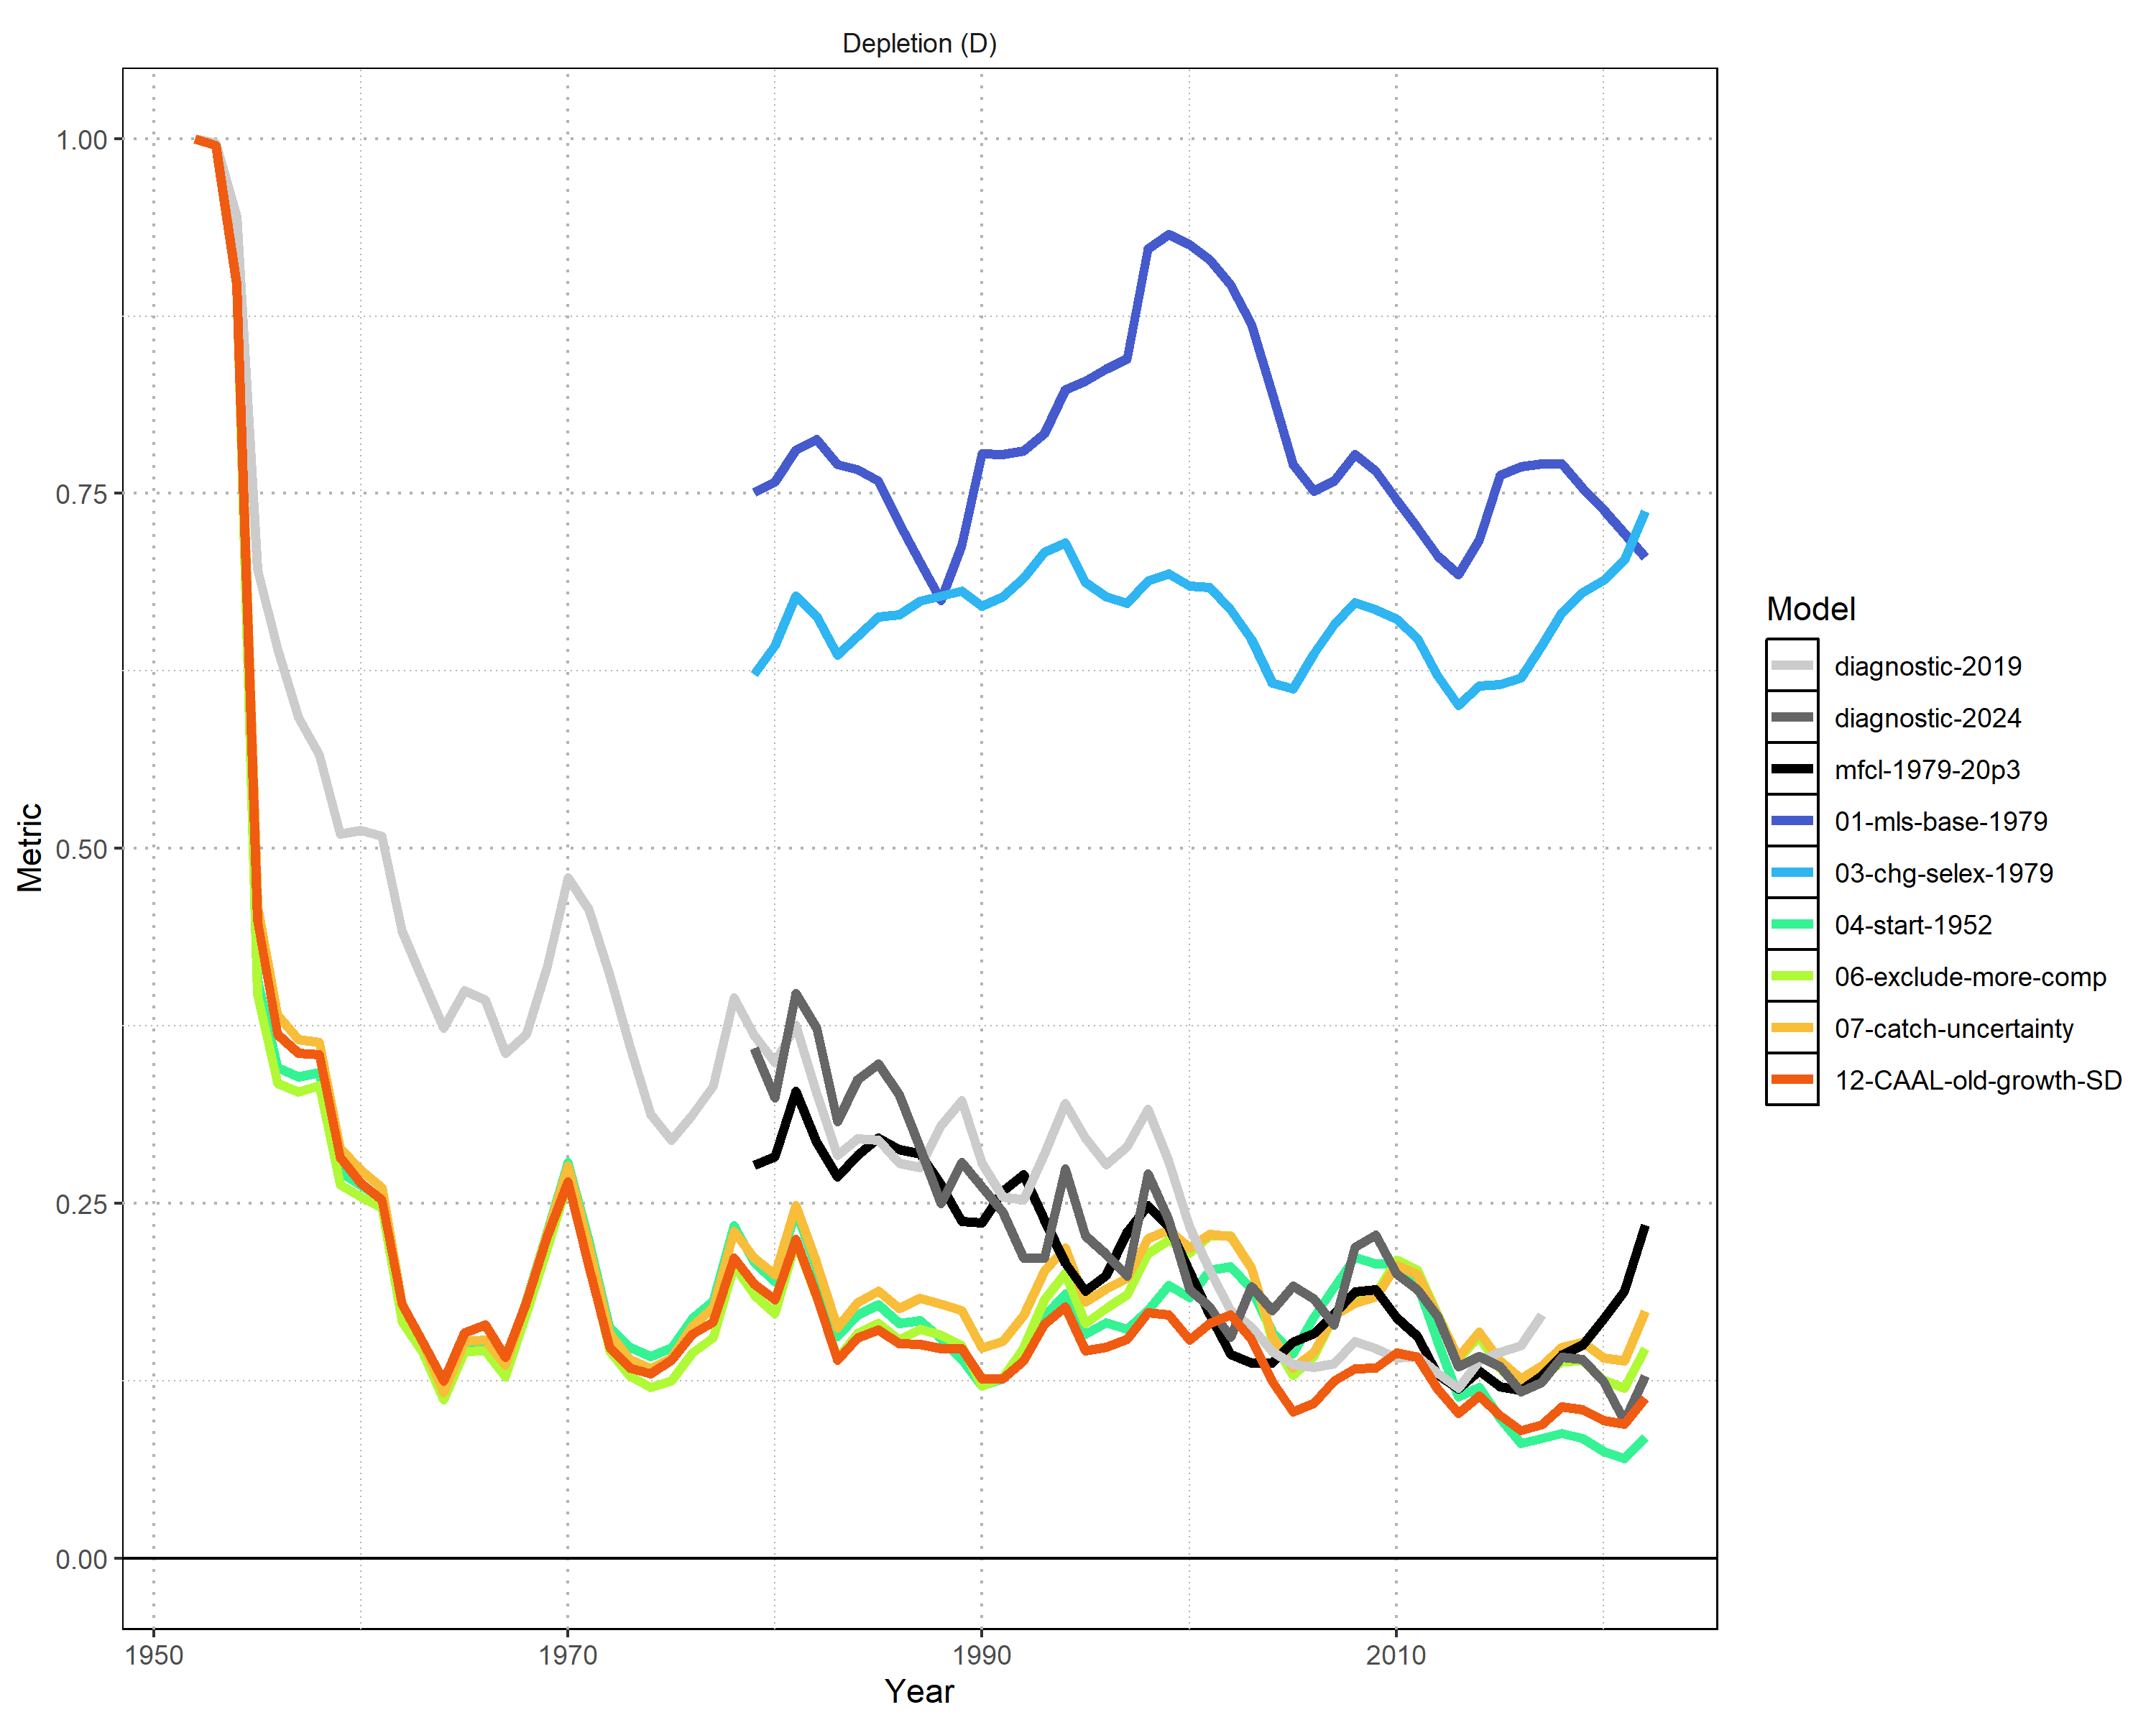 Depletion (D)
1.00
0.75
0.50
0.25
0.00
Metric
1950
1970
1990
2010
Year
Model
diagnostic-2019
diagnostic-2024
mfcl-1979-20p3
01-mls-base-1979
03-chg-selex-1979
04-start-1952
06-exclude-more-comp
07-catch-uncertainty
12-CAAL-old-growth-SD